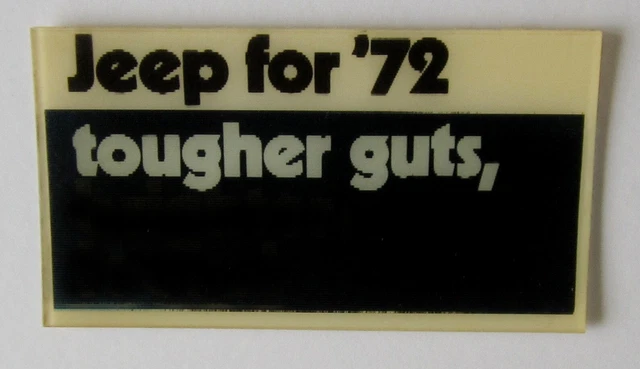 Jeep for '72
tougher guts,